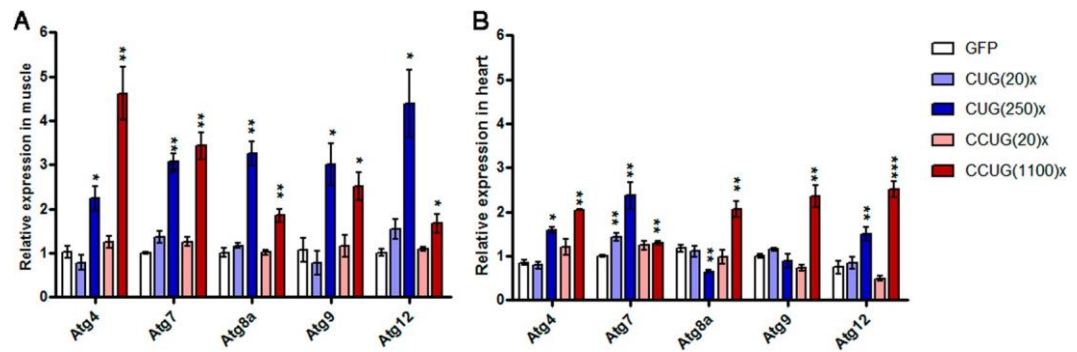 A
Relative expression in muscle
6
5
4
3
2
1
0
**
*
**
**
**
**
*
*
*
*
Atg4
Atg7
Atg8a
Atg9
Atg12
B
Relative expression in heart
6
5
4
3
2
1
0
*
**
**
**
**
**
**
**
**
***
Atg4
Atg7
Atg8a
Atg9
Atg12
GFP
CUG(20)x
CUG(250)x
CCUG(20)x
CCUG(1100)x